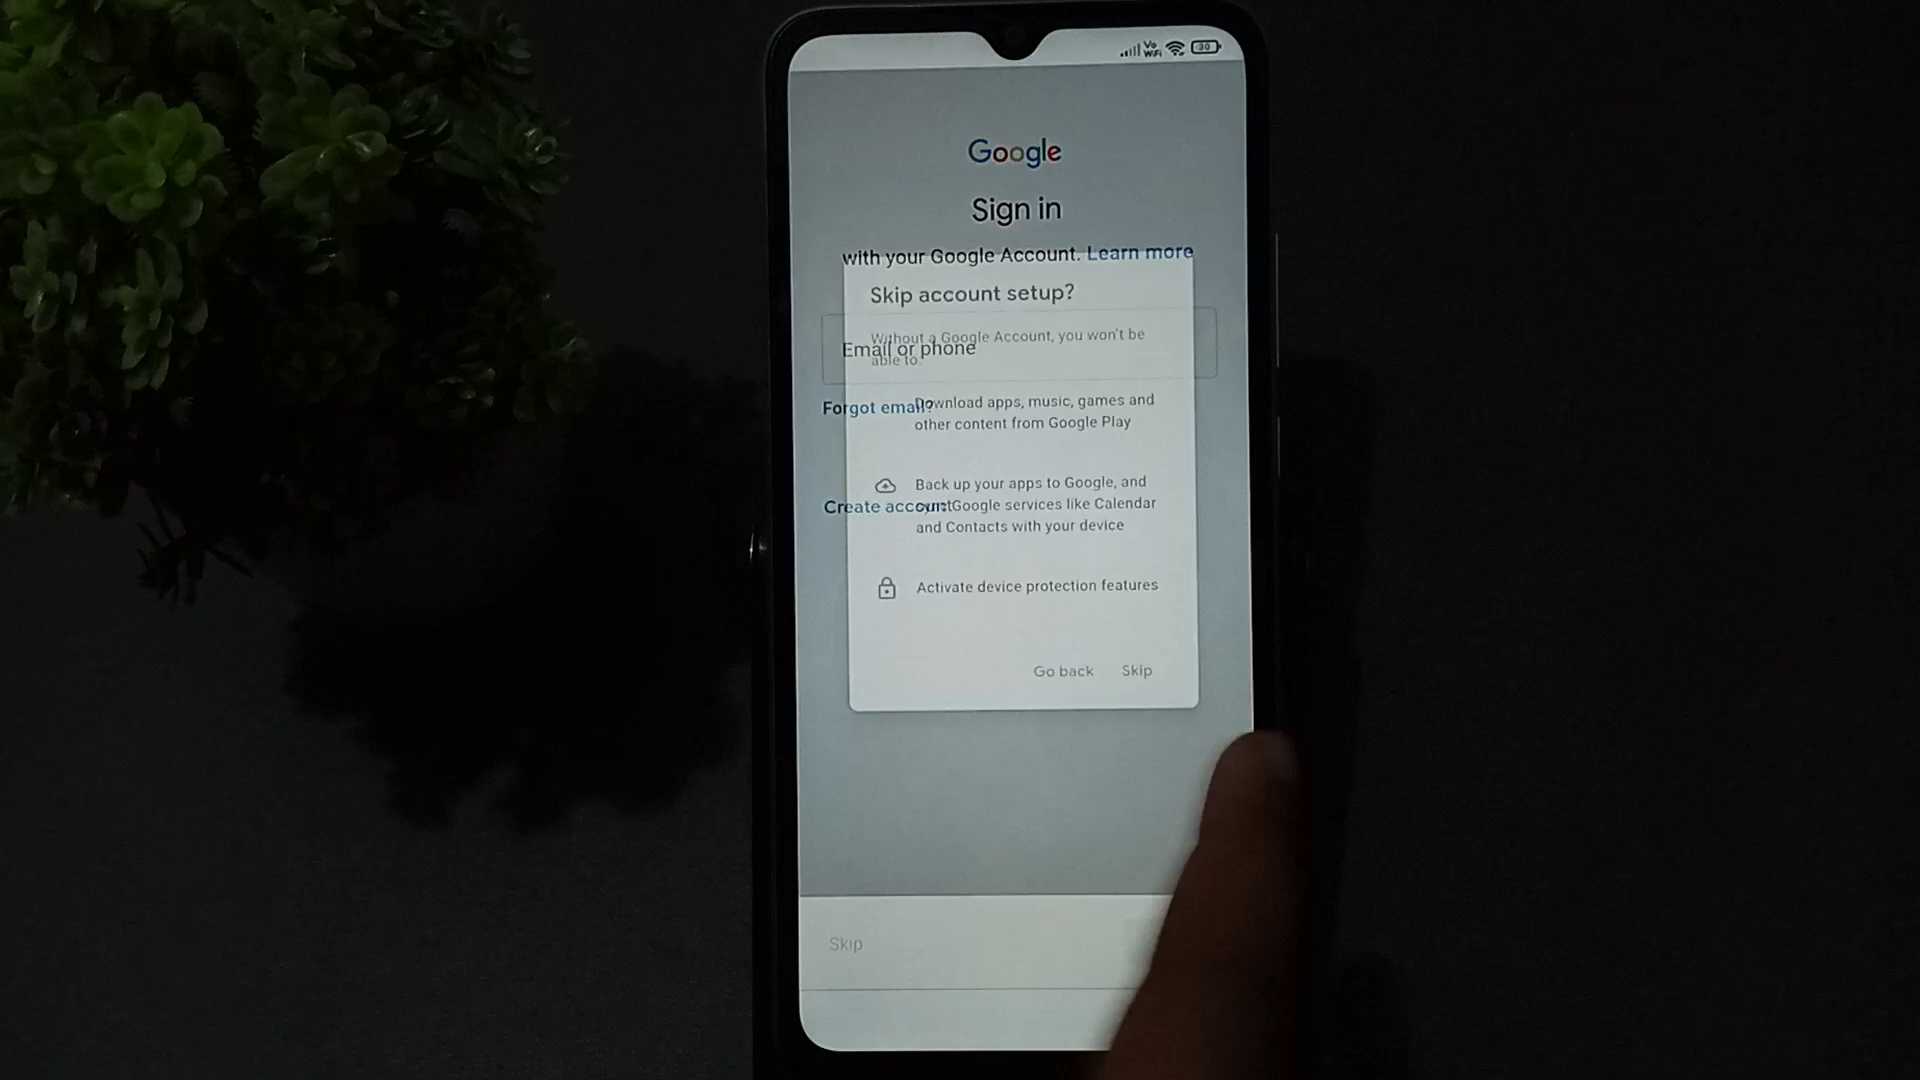 Vo
WiFi
30
Google
Sign in
with your Google Account. Learn more
Skip account setup?
Without a Google Account, you won't be
able to:
Email or phone
Forgot email?
Download apps, music, games and
other content from Google Play
Back up your apps to Google, and
Google services like Calendar
and Contacts with your device
Create account
Activate device protection features
Go back Skip
Skip